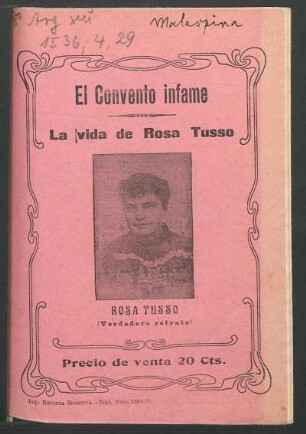 Arg xiii
1536, 4, 29
Malaspina
El Convento infame
La vida de Rosa Tusso
ROSA TUSSO
(Verdadero retrato)
Precio de venta 20 Cts.
Imp.